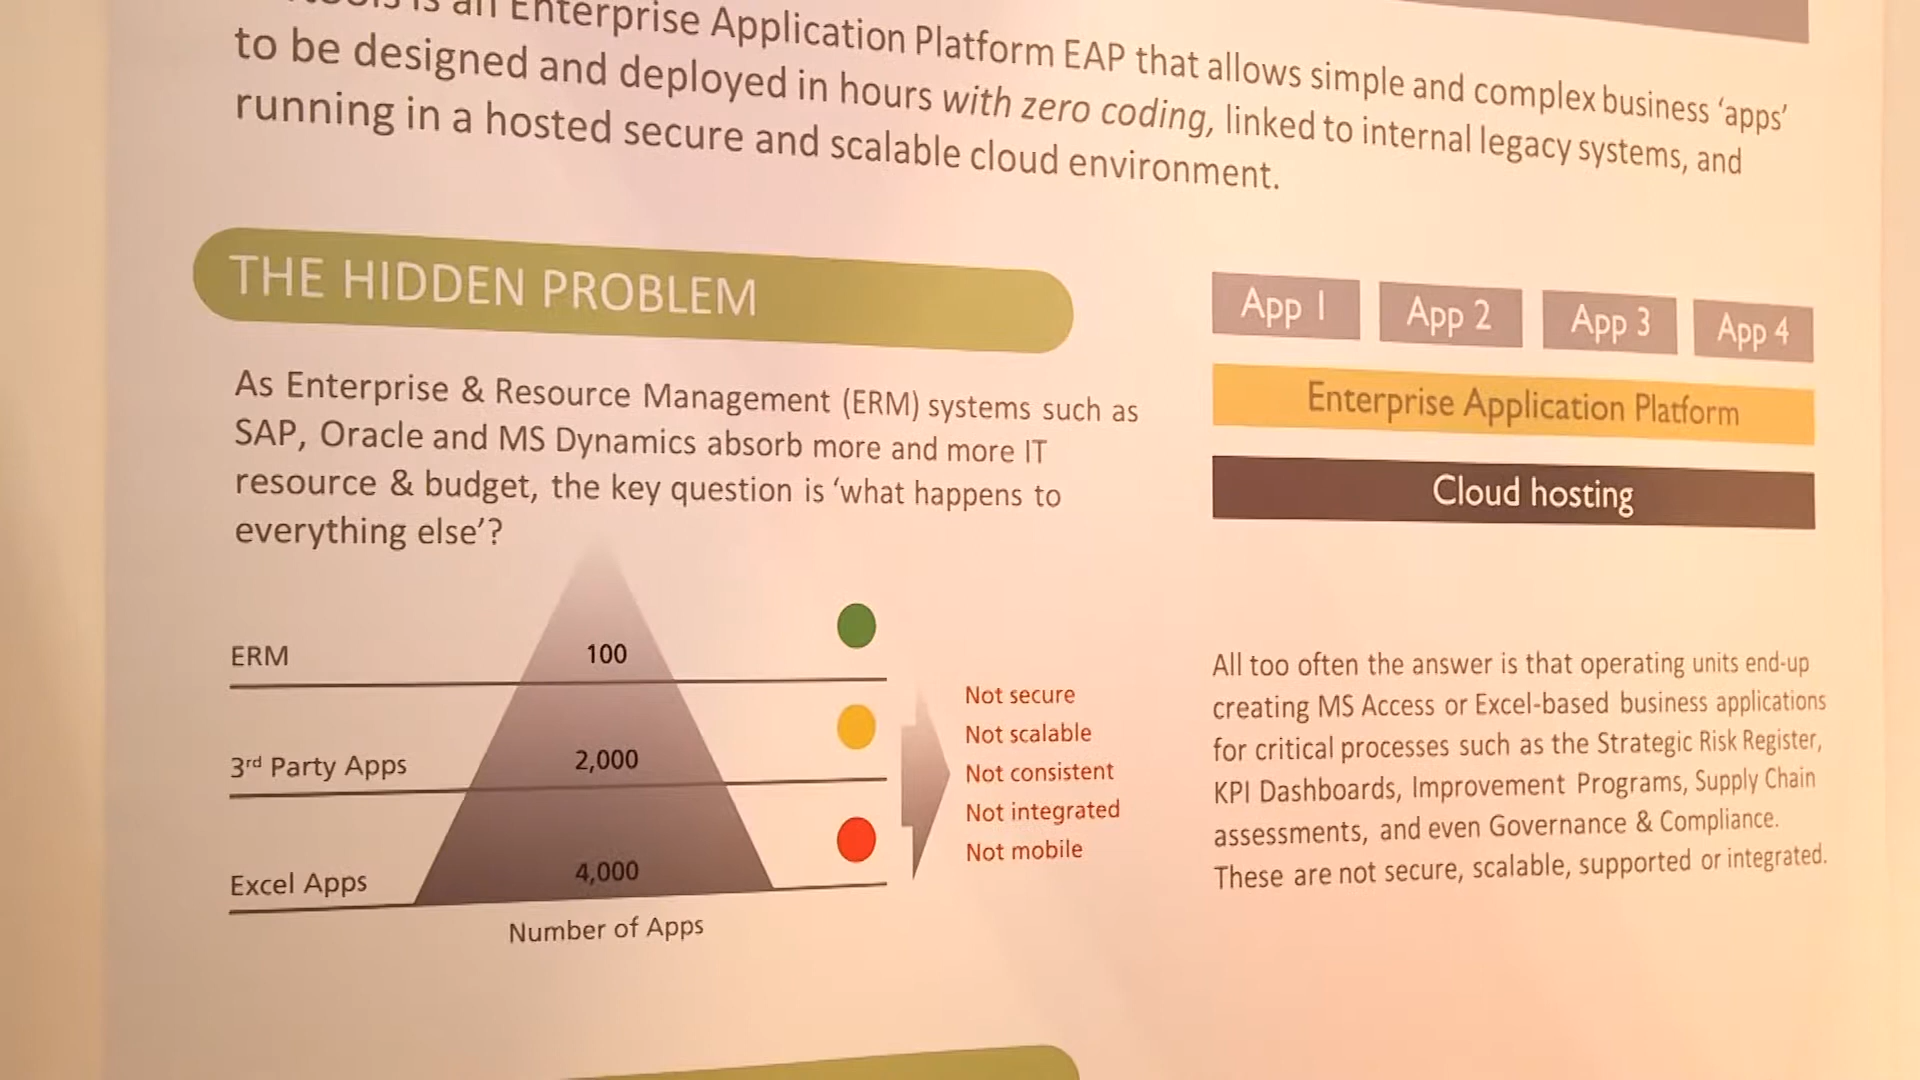 is an Enterprise Application Platform EAP that allows simple and complex business ‘apps’
to be designed and deployed in hours with zero coding, linked to internal legacy systems, and
running in a hosted secure and scalable cloud environment.
THE HIDDEN PROBLEM
As Enterprise & Resource Management (ERM) systems such as
SAP, Oracle and MS Dynamics absorb more and more IT
resource & budget, the key question is ‘what happens to
everything else’?
ERM
100
3rd Party Apps
2,000
Excel Apps
4,000
Number of Apps
Not secure
Not scalable
Not consistent
Not integrated
Not mobile
App 1
App 2
App 3
App 4
Enterprise Application Platform
Cloud hosting
All too often the answer is that operating units end-up
creating MS Access or Excel-based business applications
for critical processes such as the Strategic Risk Register,
KPI Dashboards, Improvement Programs, Supply Chain
assessments, and even Governance & Compliance.
These are not secure, scalable, supported or integrated.